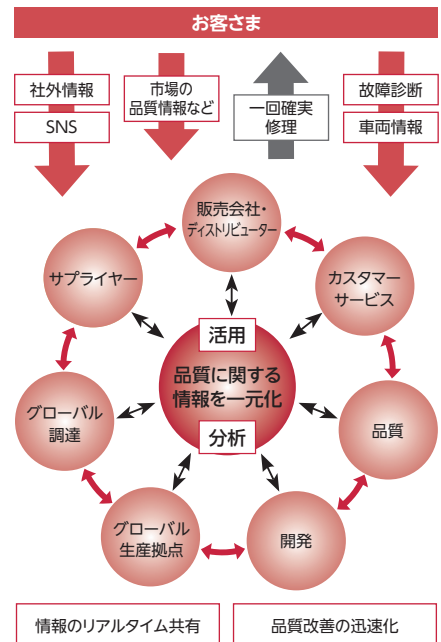 お客さま
社外情報
SNS
市場の
品質情報など
一回確実
修理
故障診断
車両情報
販売会社・
ディストリビューター
サプライヤー
カスタマー
サービス
活用
品質に関する
情報を一元化
分析
グローバル
調達
品質
グローバル
生産拠点
開発
情報のリアルタイム共有
品質改善の迅速化